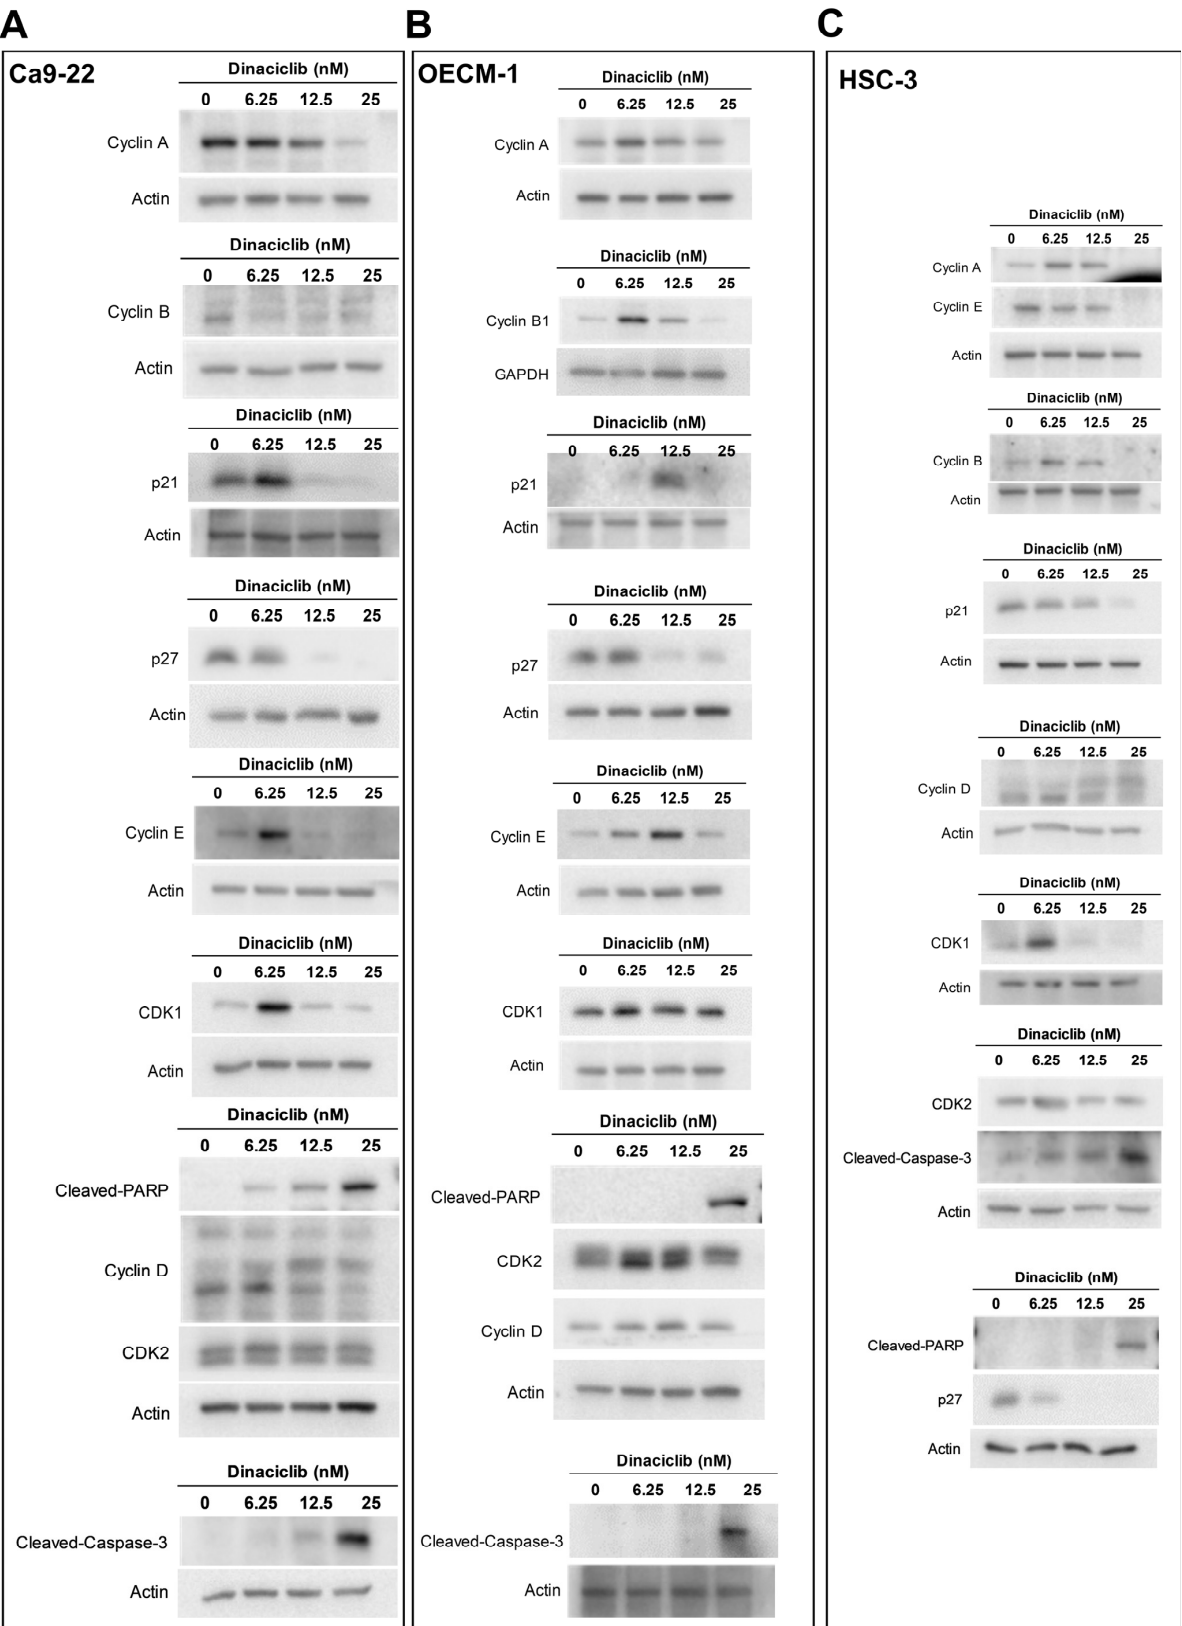 A
Ca9-22
Dinaciclib (nM)
0 6.25 12.5 25
Cyclin A
Actin
Dinaciclib (nM)
0 6.25 12.5 25
Cyclin B
Actin
Dinaciclib (nM)
0 6.25 12.5 25
p21
Actin
Dinaciclib (nM)
0 6.25 12.5 25
p27
Actin
Dinaciclib (nM)
0 6.25 12.5 25
Cyclin E
Actin
Dinaciclib (nM)
0 6.25 12.5 25
CDK1
Actin
Dinaciclib (nM)
0 6.25 12.5 25
Cleaved-PARP
Cyclin D
CDK2
Actin
Dinaciclib (nM)
0 6.25 12.5 25
Cleaved-Caspase-3
Actin
B
OECM-1
Dinaciclib (nM)
0 6.25 12.5 25
Cyclin A
Actin
Dinaciclib (nM)
0 6.25 12.5 25
Cyclin B1
GAPDH
Dinaciclib (nM)
0 6.25 12.5 25
p21
Actin
Dinaciclib (nM)
0 6.25 12.5 25
p27
Actin
Dinaciclib (nM)
0 6.25 12.5 25
Cyclin E
Actin
Dinaciclib (nM)
0 6.25 12.5 25
CDK1
Actin
Dinaciclib (nM)
0 6.25 12.5 25
Cleaved-PARP
CDK2
Cyclin D
Actin
Dinaciclib (nM)
0 6.25 12.5 25
Cleaved-Caspase-3
Actin
C
HSC-3
Dinaciclib (nM)
0 6.25 12.5 25
Cyclin A
Cyclin E
Actin
Dinaciclib (nM)
0 6.25 12.5 25
Cyclin B
Actin
Dinaciclib (nM)
0 6.25 12.5 25
p21
Actin
Dinaciclib (nM)
0 6.25 12.5 25
Cyclin D
Actin
Dinaciclib (nM)
0 6.25 12.5 25
CDK1
Actin
Dinaciclib (nM)
0 6.25 12.5 25
CDK2
Cleaved-Caspase-3
Actin
Dinaciclib (nM)
0 6.25 12.5 25
Cleaved-PARP
p27
Actin